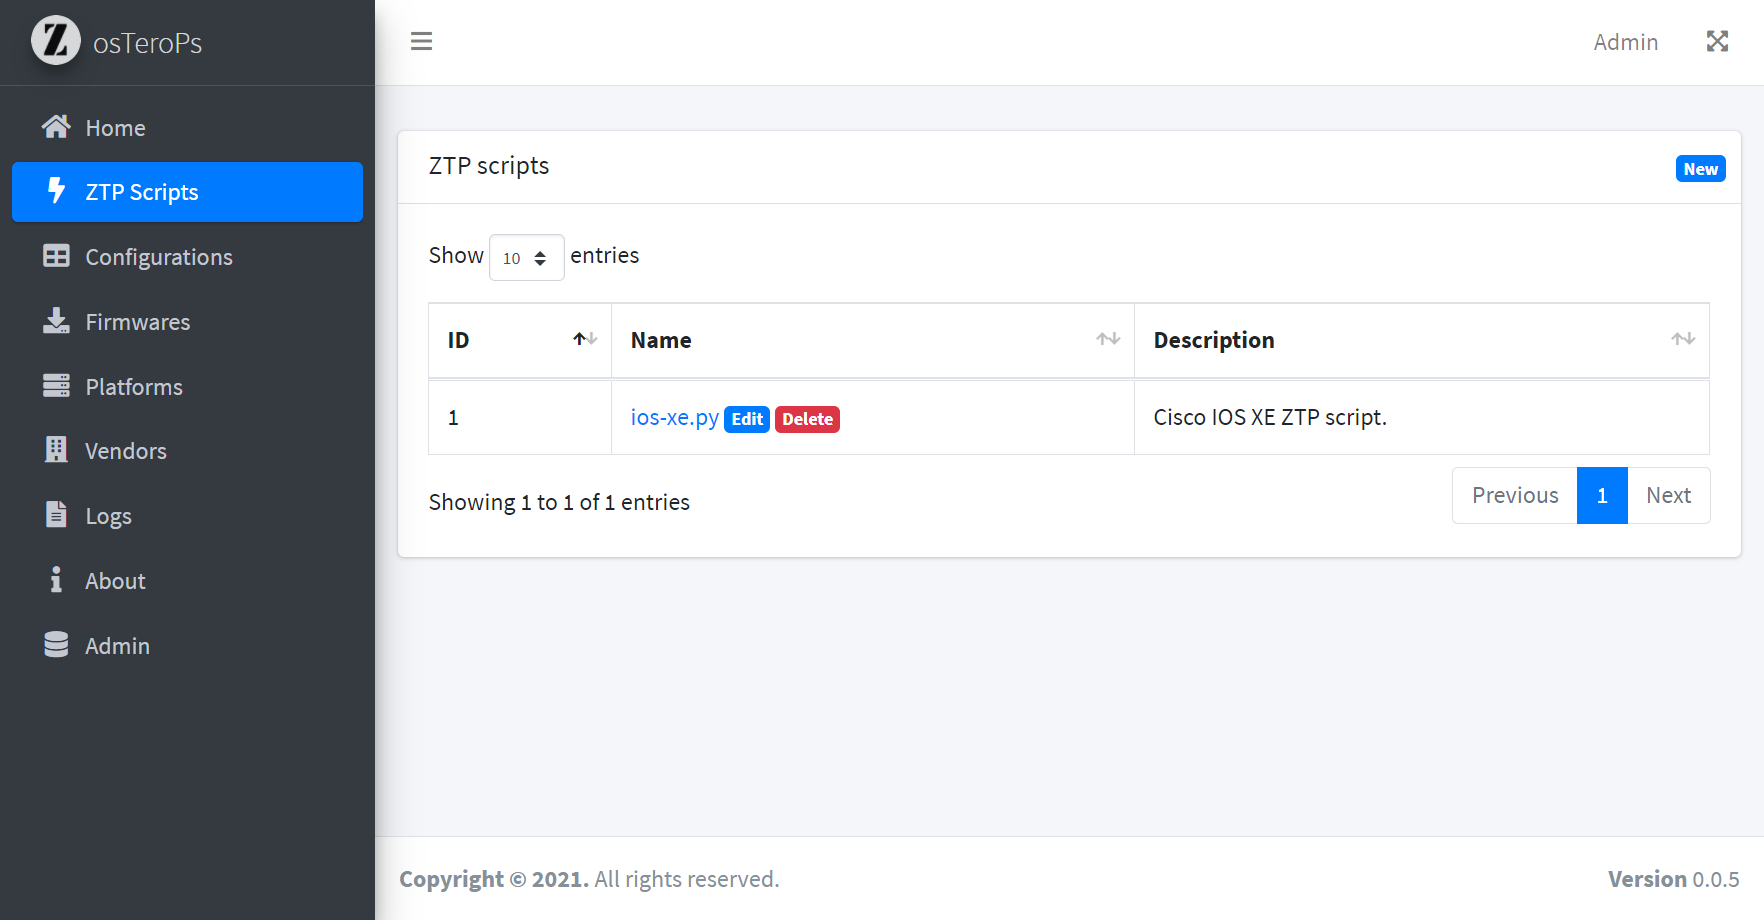 Z osTeroPs
Admin
Home
ZTP Scripts
Configurations
Firmwares
Platforms
Vendors
Logs
About
Admin
ZTP scripts
New
Show 10 entries
ID Name Description
1 ios-xe.py Edit Delete Cisco IOS XE ZTP script.
Showing 1 to 1 of 1 entries
Previous 1 Next
Copyright © 2021. All rights reserved.
Version 0.0.5